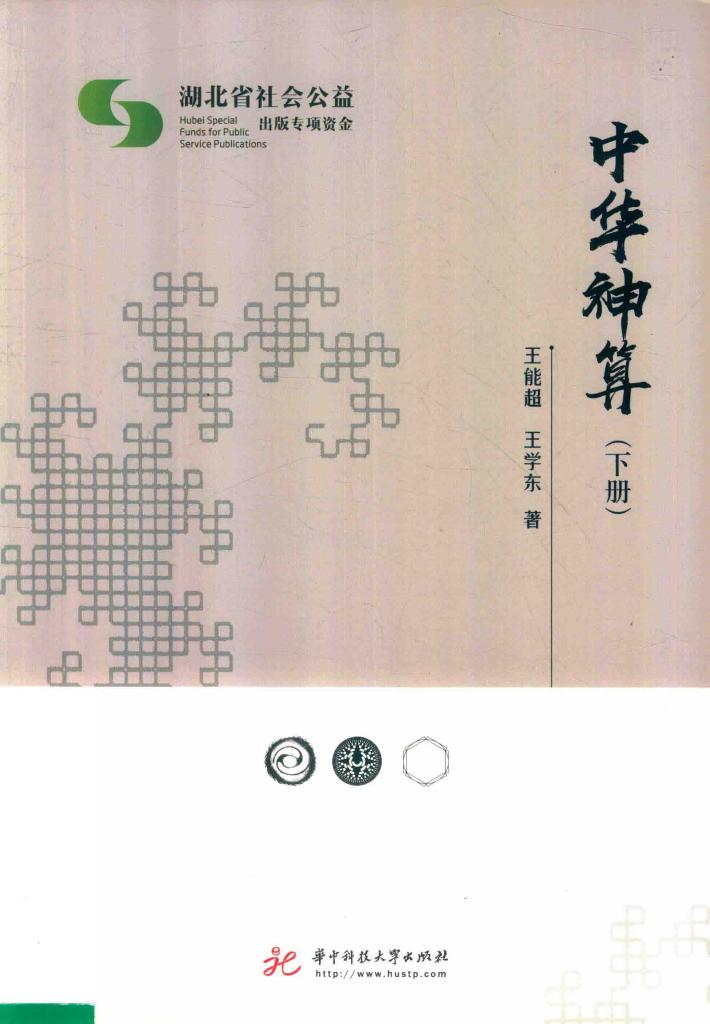 湖北省社会公益
出版专项资金
Hubei Special
Funds for Public
Service Publications
中华神算
(下册)
王能超 王学东 著
華中科技大学出版社
http://www.hustp.com